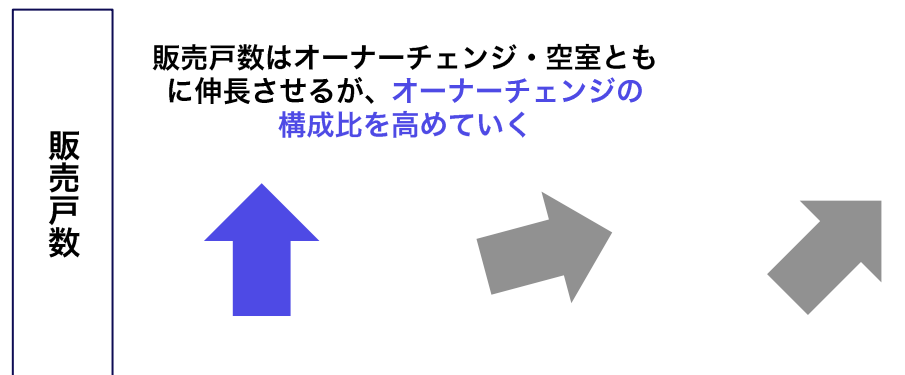 販売戸数
販売戸数はオーナーチェンジ・空室とも
に伸長させるが、オーナーチェンジの
構成比を高めていく